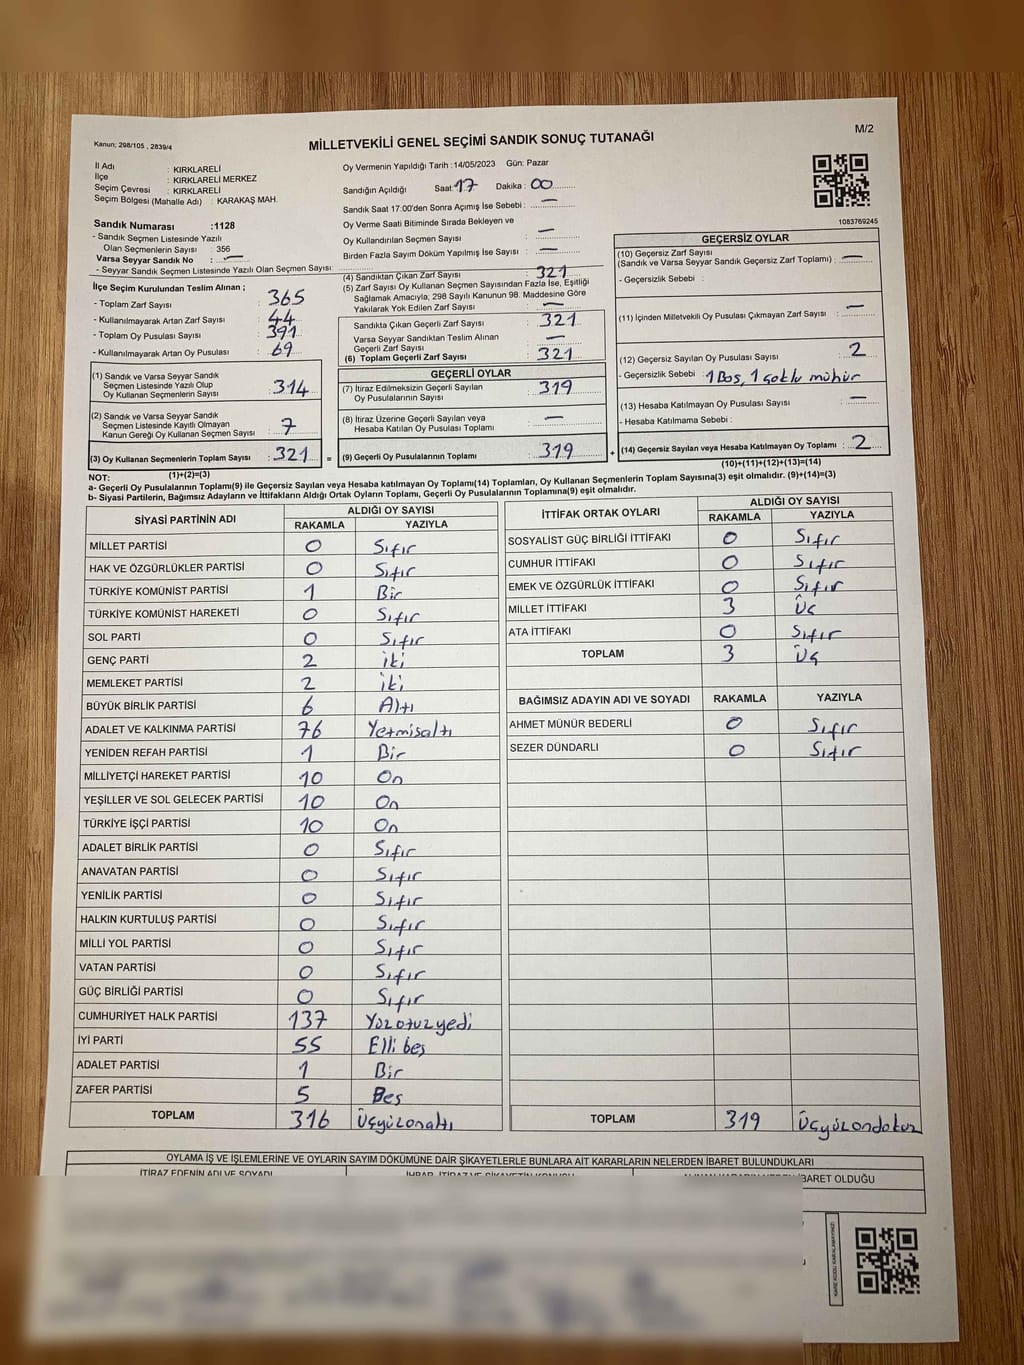 M/2
Kanun; 298/105 , 2839/4
MİLLETVEKİLİ GENEL SEÇİMİ SANDIK SONUÇ TUTANAĞI
İl Adı : KIRKLARELİ
İlçe : KIRKLARELİ MERKEZ
Seçim Çevresi : KIRKLARELİ
Seçim Bölgesi (Mahalle Adı) : KARAKAŞ MAH.
Sandık Numarası :1128
- Sandık Seçmen Listesinde Yazılı
Olan Seçmenlerin Sayısı : 356
Varsa Seyyar Sandık No : —
- Seyyar Sandık Seçmen Listesinde Yazılı Olan Seçmen Sayısı:
Oy Vermenin Yapıldığı Tarih :14/05/2023 Gün: Pazar
Sandığın Açıldığı Saat 17 Dakika : 00
Sandık Saat 17.00'den Sonra Açımış İse Sebebi : —
Oy Verme Saati Bitiminde Sırada Bekleyen ve
Oy Kullandırılan Seçmen Sayısı : —
Birden Fazla Sayım Döküm Yapılmış İse Sayısı : —
1083769245
İlçe Seçim Kurulundan Teslim Alınan ;
- Toplam Zarf Sayısı : 365
- Kullanılmayarak Artan Zarf Sayısı : 44
- Toplam Oy Pusulası Sayısı : 391
- Kullanılmayarak Artan Oy Pusulası : 69
(1) Sandık ve Varsa Seyyar Sandık
Seçmen Listesinde Yazılı Olup
Oy Kullanan Seçmenlerin Sayısı : 314
(2) Sandık ve Varsa Seyyar Sandık
Seçmen Listesinde Kayıtlı Olmayan
Kanun Gereği Oy Kullanan Seçmen Sayısı : 7
(3) Oy Kullanan Seçmenlerin Toplam Sayısı : 321 =
(1)+(2)=(3)
(4) Sandıktan Çıkan Zarf Sayısı : 321
(5) Zarf Sayısı Oy Kullanan Seçmen Sayısından Fazla İse, Eşitliği
Sağlamak Amacıyla; 298 Sayılı Kanunun 98. Maddesine Göre
Yakılarak Yok Edilen Zarf Sayısı : —
Sandıkta Çıkan Geçerli Zarf Sayısı : 321
Varsa Seyyar Sandıktan Teslim Alınan
Geçerli Zarf Sayısı : —
(6) Toplam Geçerli Zarf Sayısı : 321
GEÇERLİ OYLAR
(7) İtiraz Edilmeksizin Geçerli Sayılan
Oy Pusulalarının Sayısı : 319
(8) İtiraz Üzerine Geçerli Sayılan veya
Hesaba Katılan Oy Pusulası Toplamı : —
(9) Geçerli Oy Pusulalarının Toplamı : 319 +
GEÇERSİZ OYLAR
(10) Geçersiz Zarf Sayısı
(Sandık ve Varsa Seyyar Sandık Geçersiz Zarf Toplamı) : —
- Geçersizlik Sebebi :
(11) İçinden Milletvekili Oy Pusulası Çıkmayan Zarf Sayısı : —
(12) Geçersiz Sayılan Oy Pusulası Sayısı : 2
- Geçersizlik Sebebi : 1 Boş, 1 çoklu mühür
(13) Hesaba Katılmayan Oy Pusulası Sayısı : —
- Hesaba Katılmama Sebebi :
(14) Geçersiz Sayılan veya Hesaba Katılmayan Oy Toplamı : 2
(10)+(11)+(12)+(13)=(14)
NOT:
a- Geçerli Oy Pusulalarının Toplamı(9) ile Geçersiz Sayılan veya Hesaba katılmayan Oy Toplamı(14) Toplamları, Oy Kullanan Seçmenlerin Toplam Sayısına(3) eşit olmalıdır. (9)+(14)=(3)
b- Siyasi Partilerin, Bağımsız Adayların ve İttifakların Aldığı Ortak Oyların Toplamı, Geçerli Oy Pusulalarının Toplamına(9) eşit olmalıdır.
SİYASİ PARTİNİN ADI ALDIĞI OY SAYISI
RAKAMLA YAZIYLA
MİLLET PARTİSİ 0 Sıfır
HAK VE ÖZGÜRLÜKLER PARTİSİ 0 Sıfır
TÜRKİYE KOMÜNİST PARTİSİ 1 Bir
TÜRKİYE KOMÜNİST HAREKETİ 0 Sıfır
SOL PARTİ 0 Sıfır
GENÇ PARTİ 2 iki
MEMLEKET PARTİSİ 2 iki
BÜYÜK BİRLİK PARTİSİ 6 Altı
ADALET VE KALKINMA PARTİSİ 76 Yetmişaltı
YENİDEN REFAH PARTİSİ 1 Bir
MİLLİYETÇİ HAREKET PARTİSİ 10 On
YEŞİLLER VE SOL GELECEK PARTİSİ 10 On
TÜRKİYE İŞÇİ PARTİSİ 10 On
ADALET BİRLİK PARTİSİ 0 Sıfır
ANAVATAN PARTİSİ 0 Sıfır
YENİLİK PARTİSİ 0 Sıfır
HALKIN KURTULUŞ PARTİSİ 0 Sıfır
MİLLİ YOL PARTİSİ 0 Sıfır
VATAN PARTİSİ 0 Sıfır
GÜÇ BİRLİĞİ PARTİSİ 0 Sıfır
CUMHURİYET HALK PARTİSİ 137 Yüzotuzyedi
İYİ PARTİ 55 Elli beş
ADALET PARTİSİ 1 Bir
ZAFER PARTİSİ 5 Beş
TOPLAM 316 Üçyüzonaltı
İTTİFAK ORTAK OYLARI ALDIĞI OY SAYISI
RAKAMLA YAZIYLA
SOSYALİST GÜÇ BİRLİĞİ İTTİFAKI 0 Sıfır
CUMHUR İTTİFAKI 0 Sıfır
EMEK VE ÖZGÜRLÜK İTTİFAKI 0 Sıfır
MİLLET İTTİFAKI 3 Üç
ATA İTTİFAKI 0 Sıfır
TOPLAM 3 Üç
BAĞIMSIZ ADAYIN ADI VE SOYADI RAKAMLA YAZIYLA
AHMET MÜNÜR BEDERLİ 0 Sıfır
SEZER DÜNDARLI 0 Sıfır
TOPLAM 319 Üçyüzondokuz
OYLAMA İŞ VE İŞLEMLERİNE VE OYLARIN SAYIM DÖKÜMÜNE DAİR ŞİKAYETLERLE BUNLARA AİT KARARLARIN NELERDEN İBARET BULUNDUKLARI
İTİRAZ EDENİN ADI VE SOYADI İBARET OLDUĞU